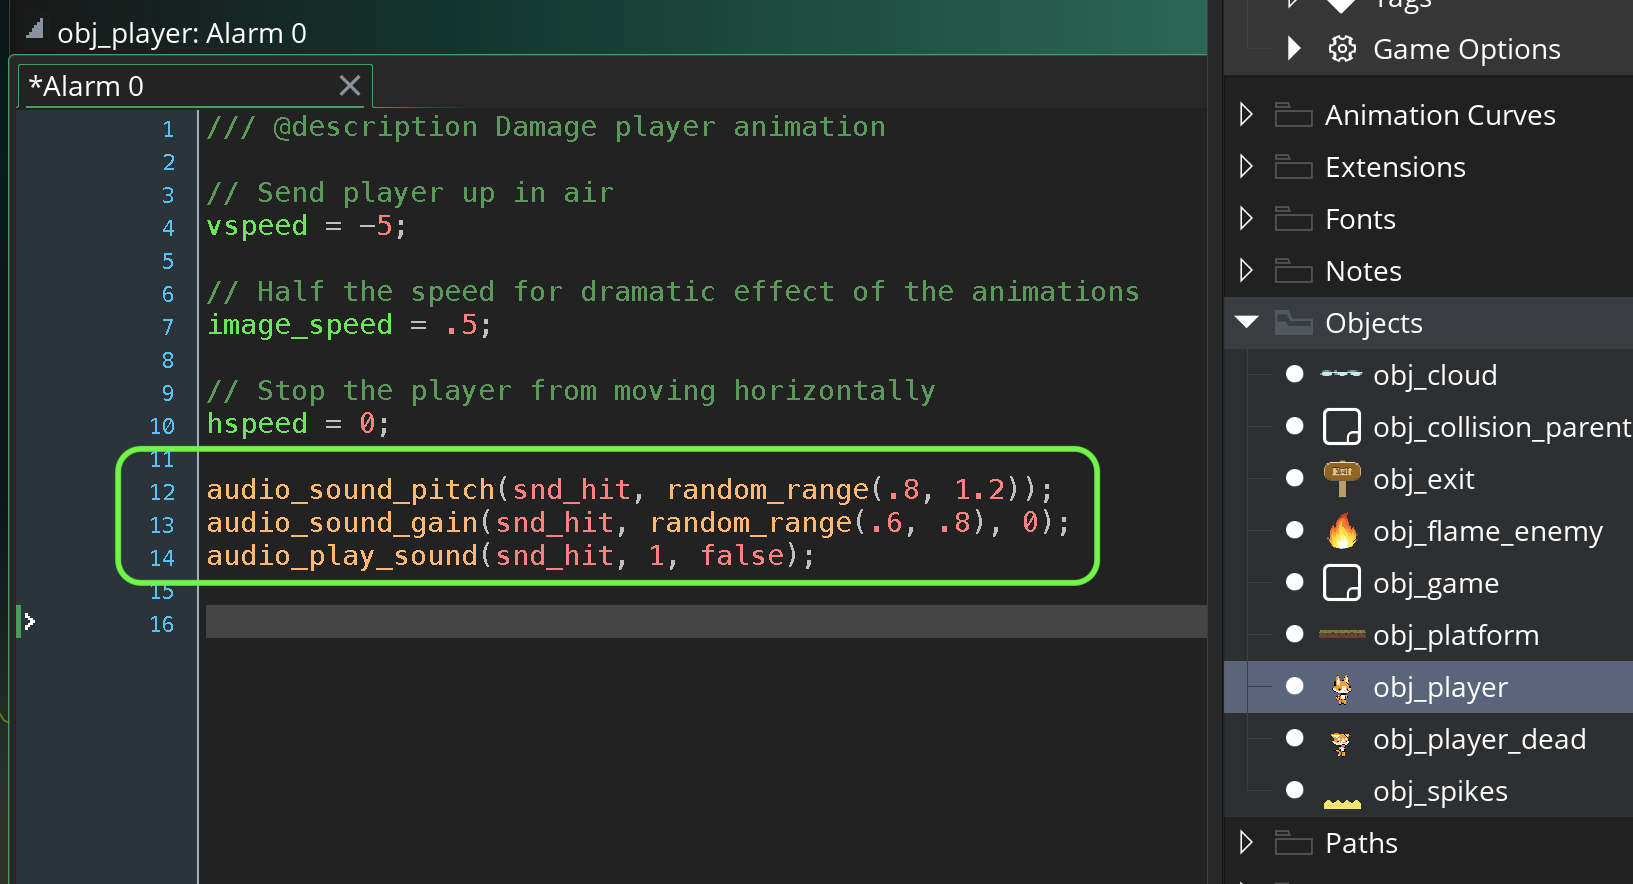 obj_player: Alarm 0
*Alarm 0
1 /// @description Damage player animation
2
3 // Send player up in air
4 vspeed = -5;
5
6 // Half the speed for dramatic effect of the animations
7 image_speed = .5;
8
9 // Stop the player from moving horizontally
10 hspeed = 0;
11
12 audio_sound_pitch(snd_hit, random_range(.8, 1.2));
13 audio_sound_gain(snd_hit, random_range(.6, .8), 0);
14 audio_play_sound(snd_hit, 1, false);
15
16
Tags
Game Options
Animation Curves
Extensions
Fonts
Notes
Objects
obj_cloud
obj_collision_parent
Exit
obj_exit
obj_flame_enemy
obj_game
obj_platform
obj_player
obj_player_dead
obj_spikes
Paths